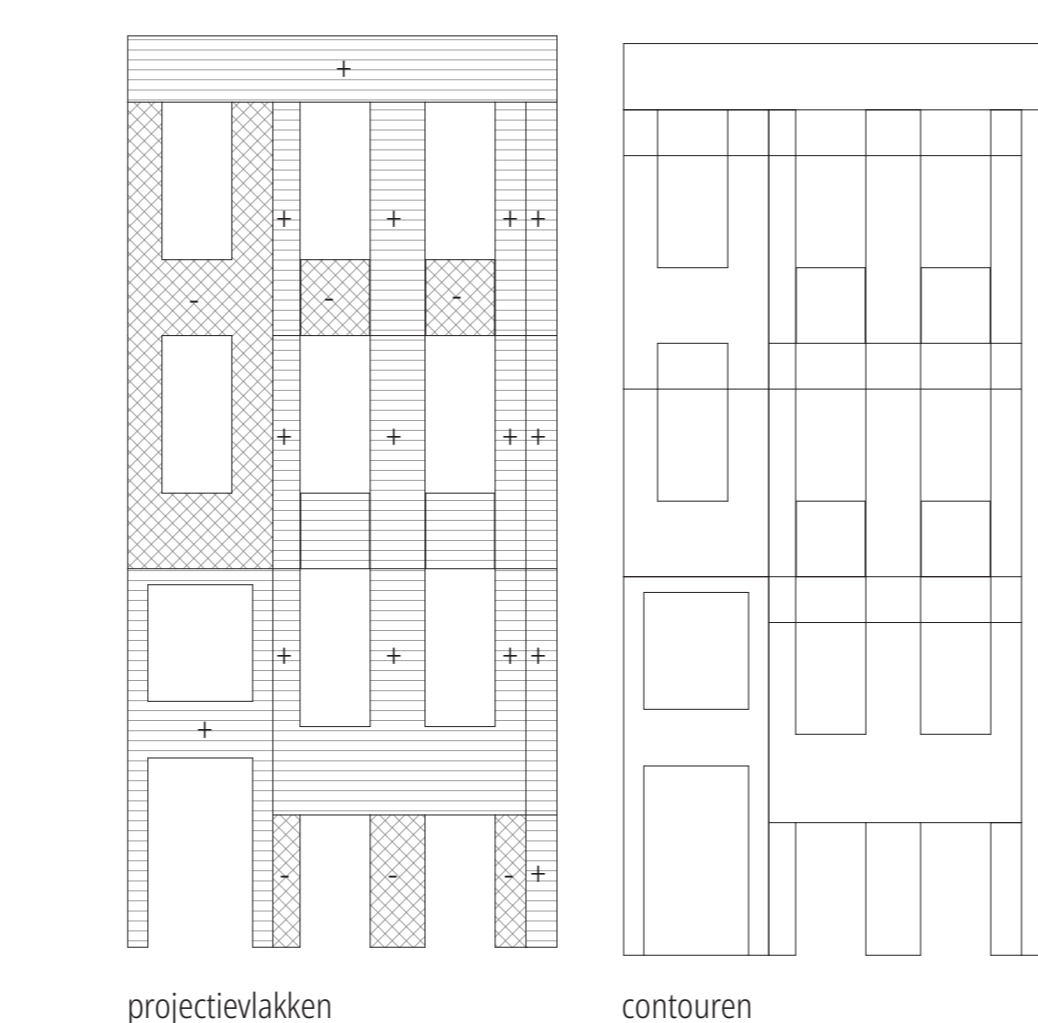 +
+ + + +
- - -
+ + + +
+ + + +
+
- - - +
projectievlakken contouren